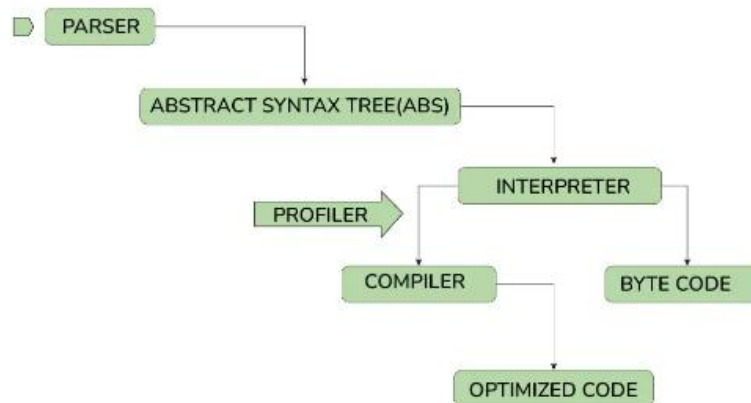 PARSER
ABSTRACT SYNTAX TREE(ABS)
INTERPRETER
PROFILER
COMPILER
BYTE CODE
OPTIMIZED CODE